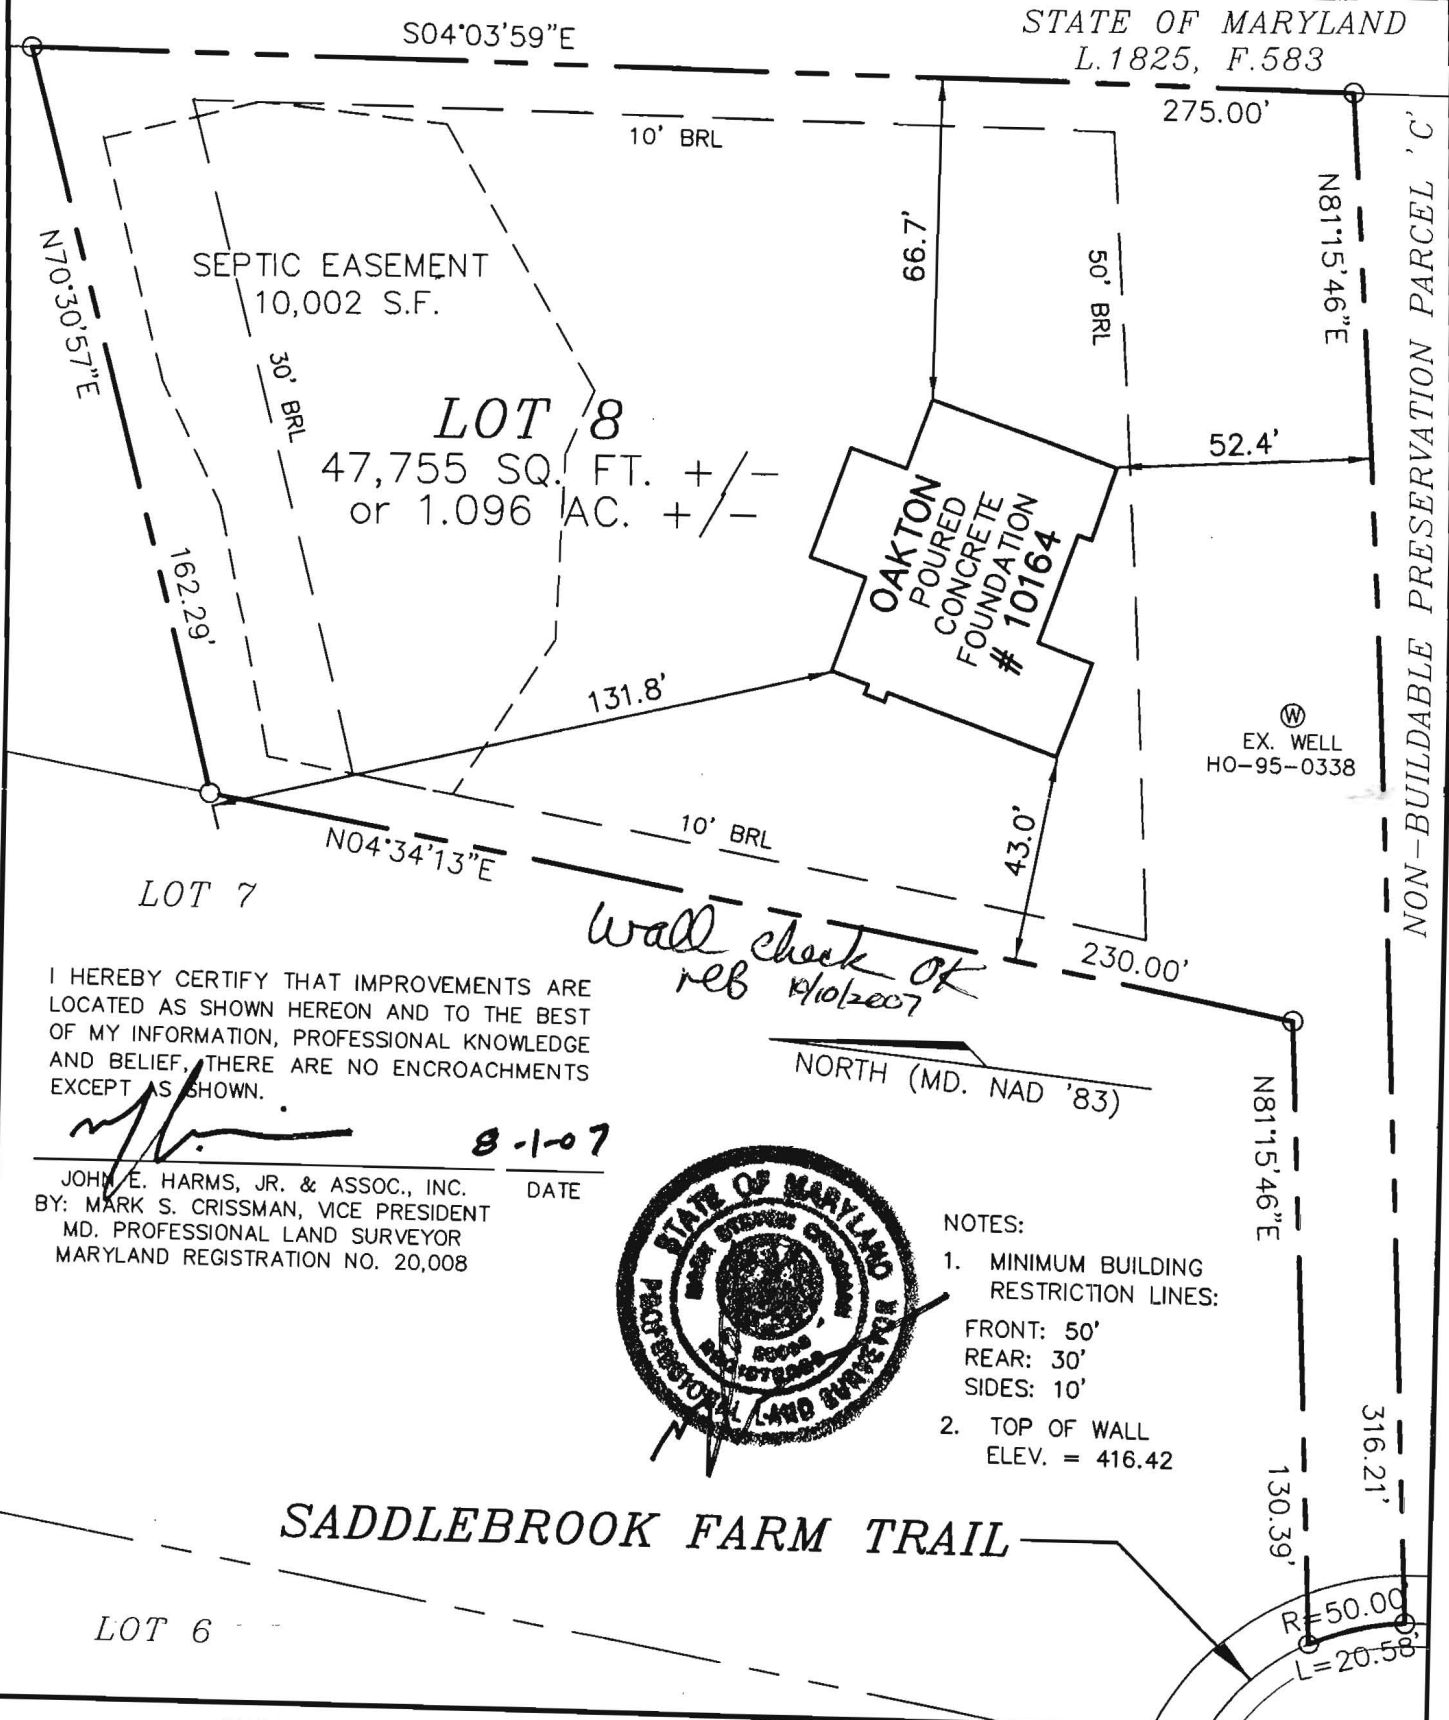 STATE OF MARYLAND
L.1825, F.583
S04°03'59"E
275.00'
10' BRL
N81°15'46"E
NON-BUILDABLE PRESERVATION PARCEL 'C'
66.7'
50' BRL
N70°30'57"E
SEPTIC EASEMENT
10,002 S.F.
30' BRL
LOT 8
47,755 SQ. FT. +/-
or 1.096 AC. +/-
52.4'
OAKTON
POURED
CONCRETE
FOUNDATION
# 10164
162.29'
131.8'
W
EX. WELL
HO-95-0338
10' BRL
43.0'
N04°34'13"E
LOT 7
230.00'
Wall check OK
reb 10/10/2007
I HEREBY CERTIFY THAT IMPROVEMENTS ARE
LOCATED AS SHOWN HEREON AND TO THE BEST
OF MY INFORMATION, PROFESSIONAL KNOWLEDGE
AND BELIEF, THERE ARE NO ENCROACHMENTS
EXCEPT AS SHOWN.
NORTH (MD. NAD '83)
8-1-07
DATE
JOHN E. HARMS, JR. & ASSOC., INC.
BY: MARK S. CRISSMAN, VICE PRESIDENT
MD. PROFESSIONAL LAND SURVEYOR
MARYLAND REGISTRATION NO. 20,008
N81°15'46"E
STATE OF MARYLAND
PROFESSIONAL LAND SURVEYOR
REGISTERED
NOTES:
1. MINIMUM BUILDING
RESTRICTION LINES:
FRONT: 50'
REAR: 30'
SIDES: 10'
2. TOP OF WALL
ELEV. = 416.42
316.21'
130.39'
SADDLEBROOK FARM TRAIL
LOT 6
R=50.00'
L=20.58'